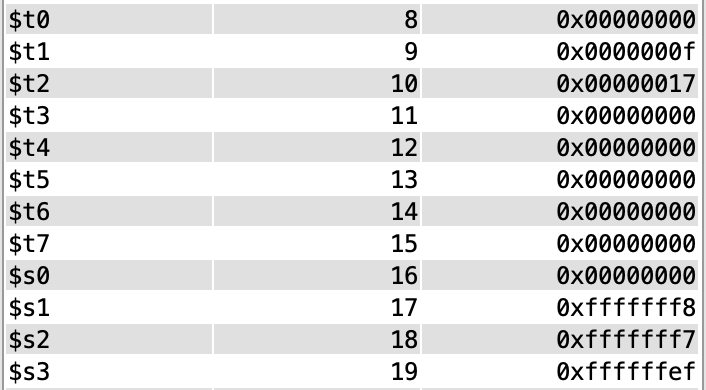 $t0 8 0x00000000
$t1 9 0x0000000f
$t2 10 0x00000017
$t3 11 0x00000000
$t4 12 0x00000000
$t5 13 0x00000000
$t6 14 0x00000000
$t7 15 0x00000000
$s0 16 0x00000000
$s1 17 0xfffffff8
$s2 18 0xfffffff7
$s3 19 0xffffffef